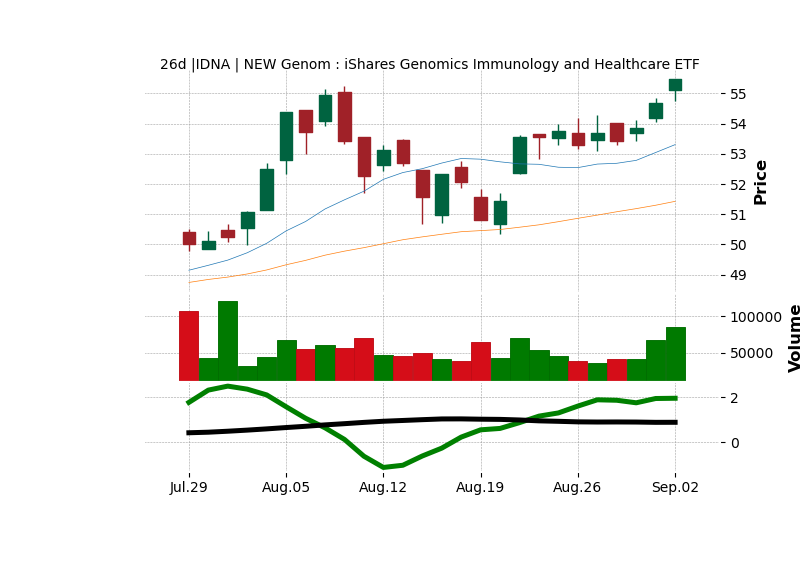 26d |IDNA | NEW Genom : iShares Genomics Immunology and Healthcare ETF
55
54
53
52
51
50
49
Price
100000
50000
Volume
2
0
Jul.29 Aug.05 Aug.12 Aug.19 Aug.26 Sep.02